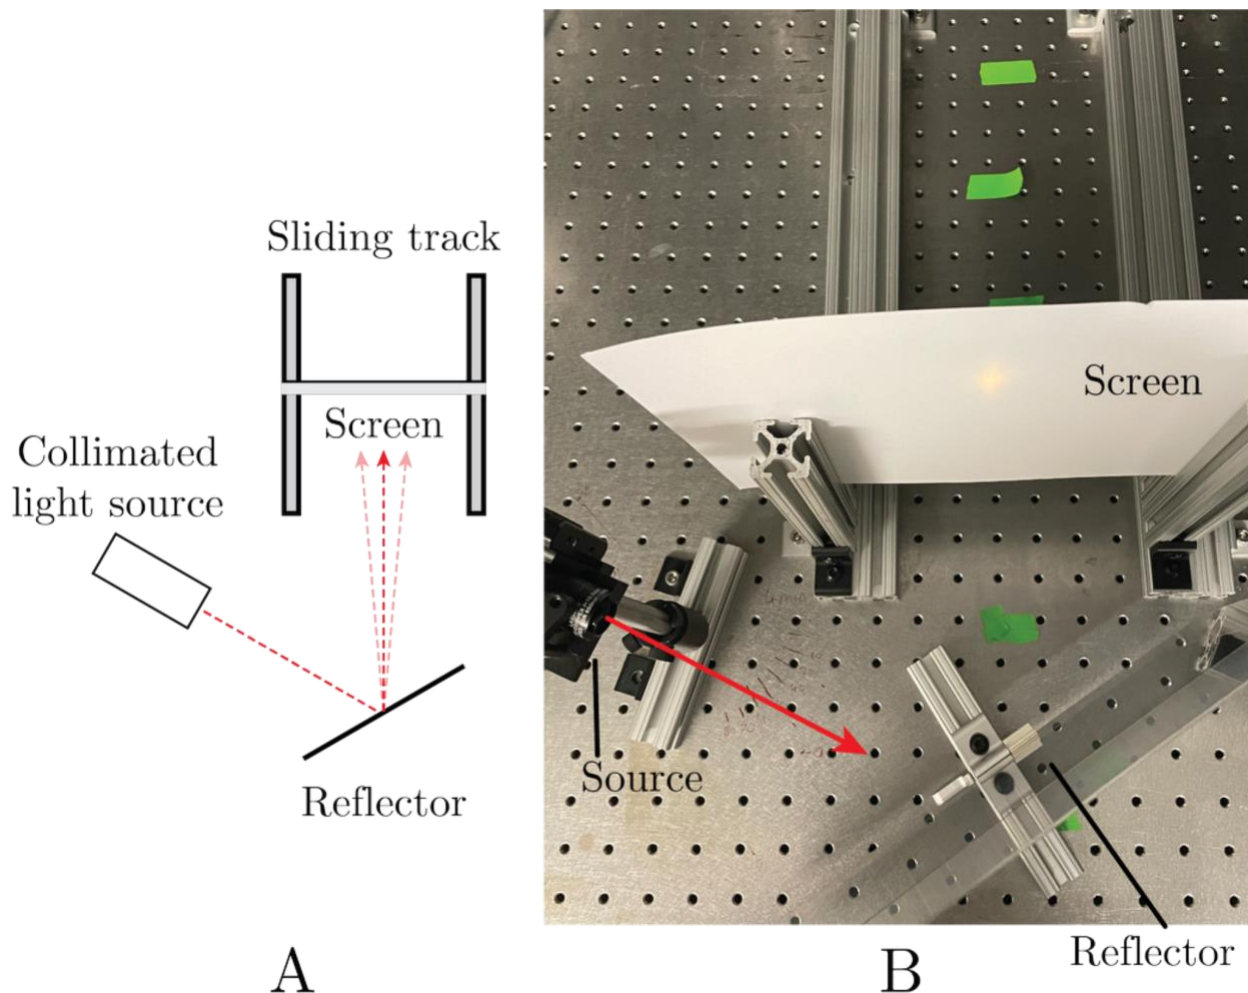 Sliding track
Screen
Collimated
light source
Reflector
A
Screen
Source
Reflector
B